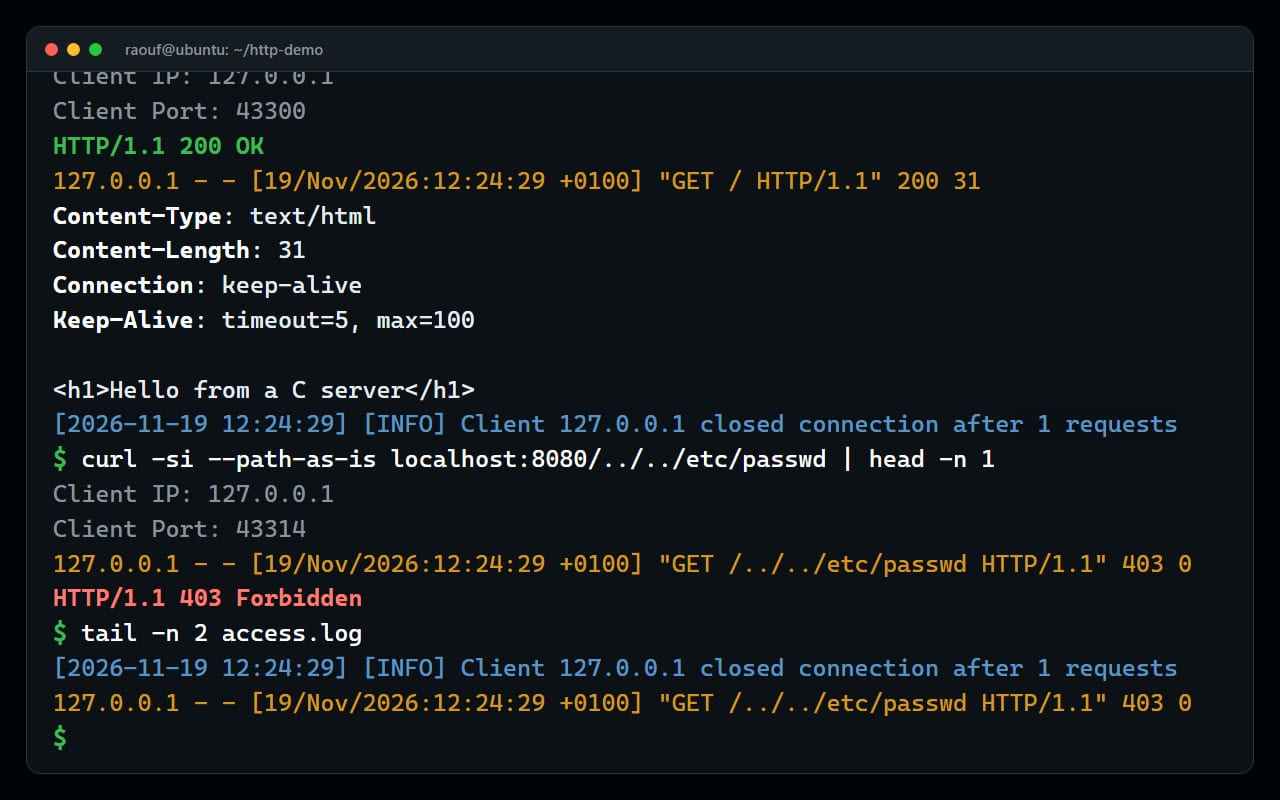 raouf@ubuntu: ~/http-demo
Client IP: 127.0.0.1
Client Port: 43300
HTTP/1.1 200 OK
127.0.0.1 - - [19/Nov/2026:12:24:29 +0100] "GET / HTTP/1.1" 200 31
Content-Type: text/html
Content-Length: 31
Connection: keep-alive
Keep-Alive: timeout=5, max=100
<h1>Hello from a C server</h1>
[2026-11-19 12:24:29] [INFO] Client 127.0.0.1 closed connection after 1 requests
$ curl -si --path-as-is localhost:8080/../../etc/passwd | head -n 1
Client IP: 127.0.0.1
Client Port: 43314
127.0.0.1 - - [19/Nov/2026:12:24:29 +0100] "GET /../../etc/passwd HTTP/1.1" 403 0
HTTP/1.1 403 Forbidden
$ tail -n 2 access.log
[2026-11-19 12:24:29] [INFO] Client 127.0.0.1 closed connection after 1 requests
127.0.0.1 - - [19/Nov/2026:12:24:29 +0100] "GET /../../etc/passwd HTTP/1.1" 403 0
$